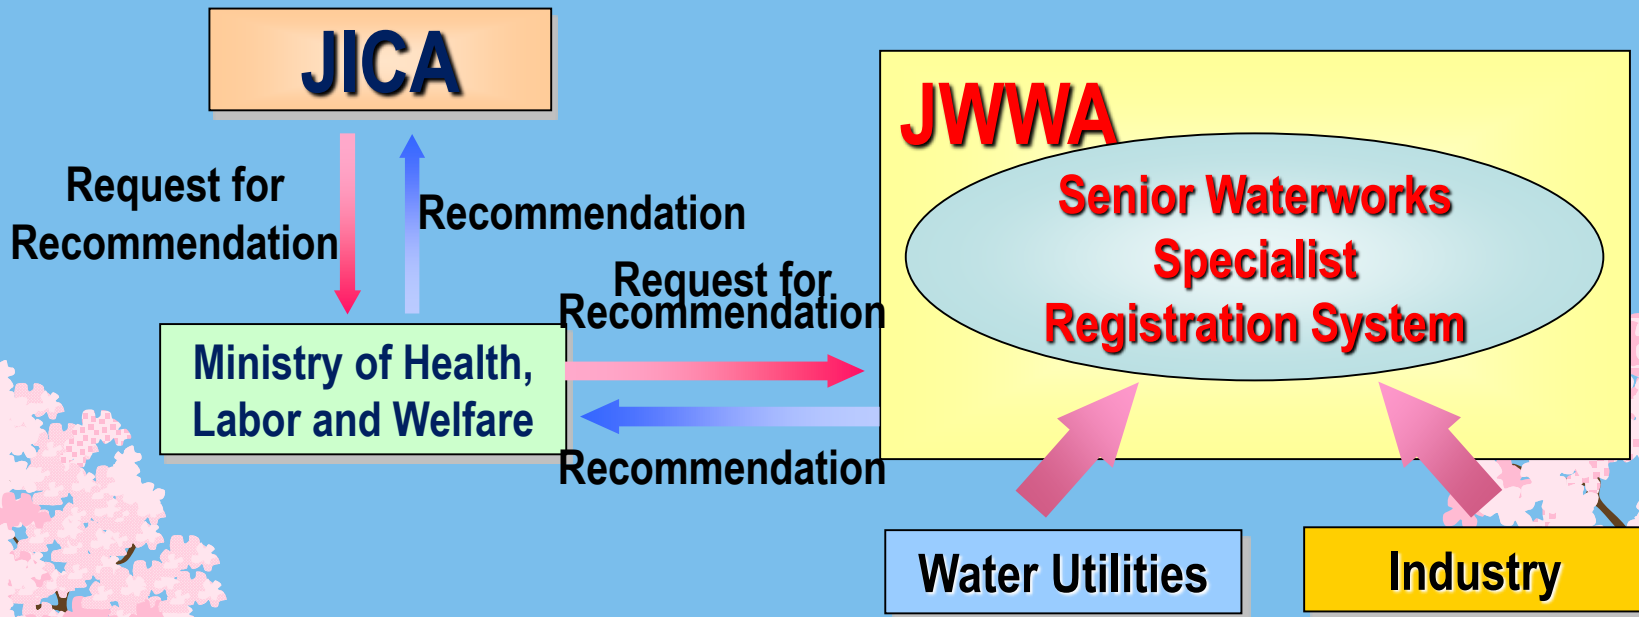 JICA
JWWA
Senior Waterworks
Specialist
Registration System
Request for
Recommendation
Recommendation
Request for
Recommendation
Ministry of Health,
Labor and Welfare
Recommendation
Water Utilities
Industry